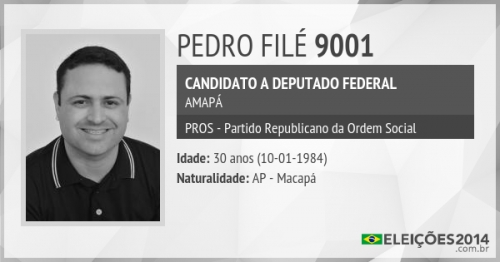 PEDRO FILÉ 9001
CANDIDATO A DEPUTADO FEDERAL
AMAPÁ
PROS - Partido Republicano da Ordem Social
Idade: 30 anos (10-01-1984)
Naturalidade: AP - Macapá
ELEIÇÕES2014
.com.br